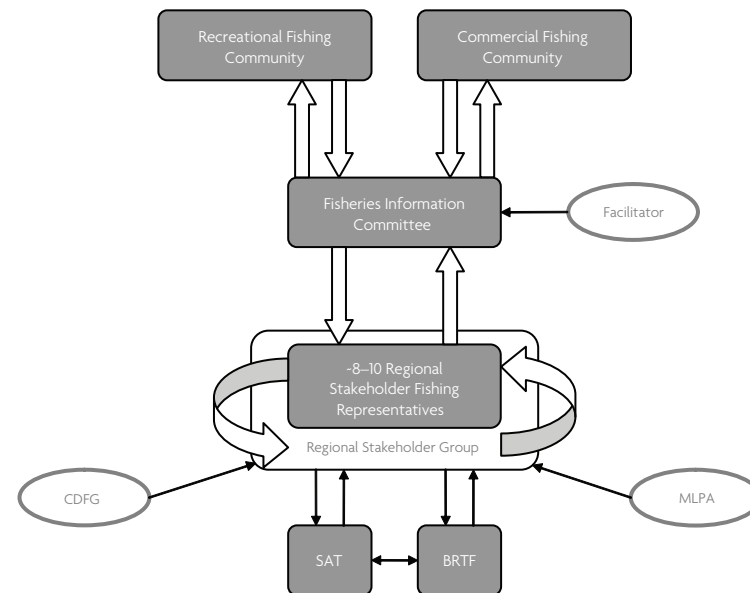 Recreational Fishing
Community
Commercial Fishing
Community
Fisheries Information
Committee
Facilitator
-8–10 Regional
Stakeholder Fishing
Representatives
Regional Stakeholder Group
CDFG
MLPA
SAT
BRTF